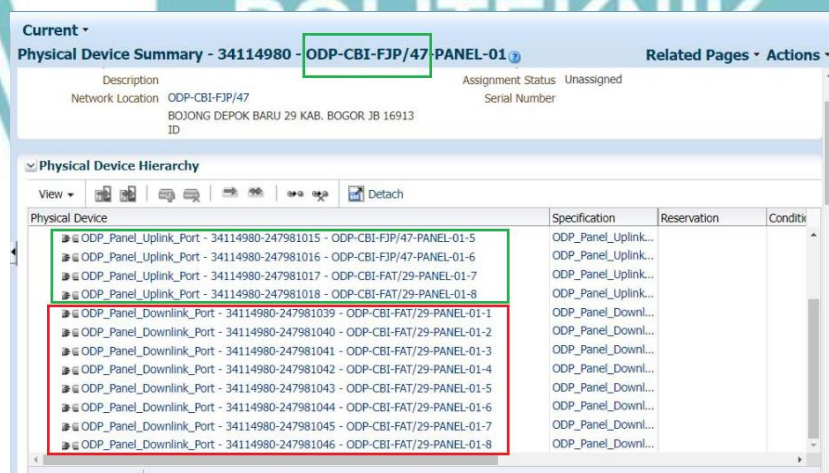 POLITEKNIK
Current
Physical Device Summary - 34114980 - ODP-CBI-FJP/47-PANEL-01
Related Pages Actions
Description
Assignment Status Unassigned
Network Location ODP-CBI-FJP/47
Serial Number
BOJONG DEPOK BARU 29 KAB. BOGOR JB 16913
ID
Physical Device Hierarchy
View Detach
Physical Device Specification Reservation Conditi
ODP_Panel_Uplink_Port - 34114980-247981015 - ODP-CBI-FJP/47-PANEL-01-5 ODP_Panel_Uplink...
ODP_Panel_Uplink_Port - 34114980-247981016 - ODP-CBI-FJP/47-PANEL-01-6 ODP_Panel_Uplink...
ODP_Panel_Uplink_Port - 34114980-247981017 - ODP-CBI-FAT/29-PANEL-01-7 ODP_Panel_Uplink...
ODP_Panel_Uplink_Port - 34114980-247981018 - ODP-CBI-FAT/29-PANEL-01-8 ODP_Panel_Uplink...
ODP_Panel_Downlink_Port - 34114980-247981039 - ODP-CBI-FAT/29-PANEL-01-1 ODP_Panel_Downl...
ODP_Panel_Downlink_Port - 34114980-247981040 - ODP-CBI-FAT/29-PANEL-01-2 ODP_Panel_Downl...
ODP_Panel_Downlink_Port - 34114980-247981041 - ODP-CBI-FAT/29-PANEL-01-3 ODP_Panel_Downl...
ODP_Panel_Downlink_Port - 34114980-247981042 - ODP-CBI-FAT/29-PANEL-01-4 ODP_Panel_Downl...
ODP_Panel_Downlink_Port - 34114980-247981043 - ODP-CBI-FAT/29-PANEL-01-5 ODP_Panel_Downl...
ODP_Panel_Downlink_Port - 34114980-247981044 - ODP-CBI-FAT/29-PANEL-01-6 ODP_Panel_Downl...
ODP_Panel_Downlink_Port - 34114980-247981045 - ODP-CBI-FAT/29-PANEL-01-7 ODP_Panel_Downl...
ODP_Panel_Downlink_Port - 34114980-247981046 - ODP-CBI-FAT/29-PANEL-01-8 ODP_Panel_Downl...